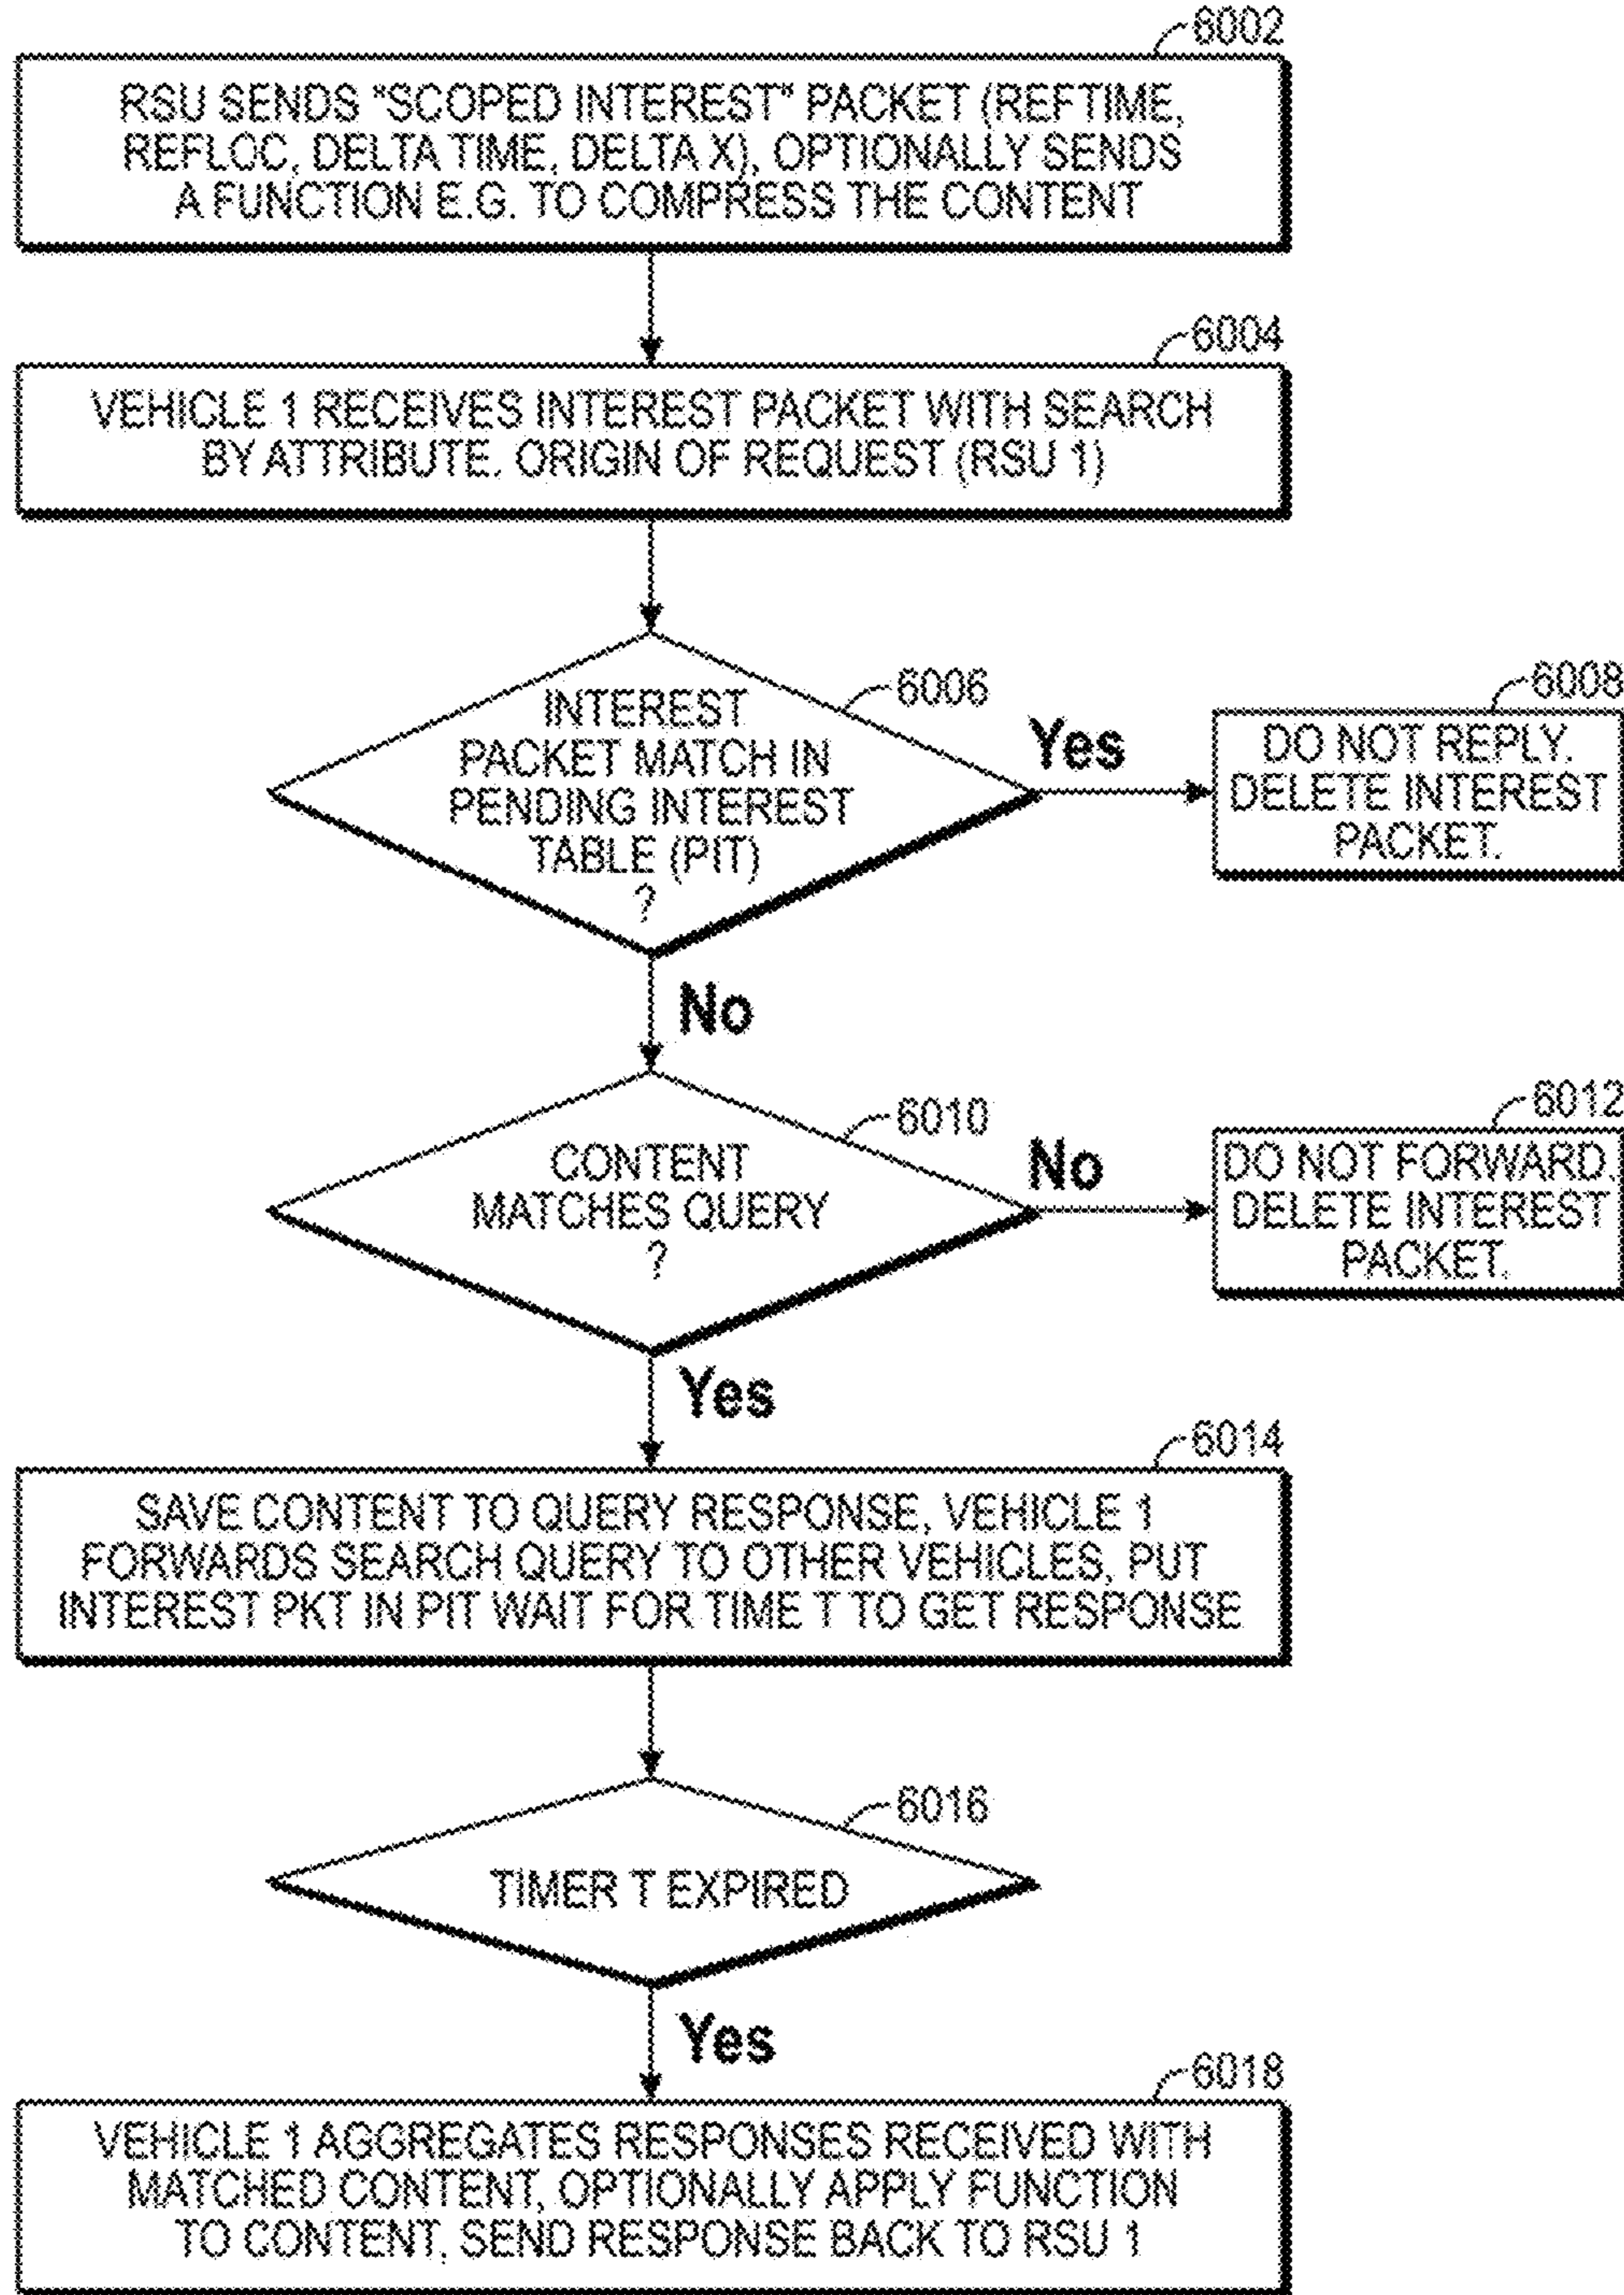 6002
RSU SENDS "SCOPED INTEREST" PACKET (REFTIME,
REFLOC, DELTA TIME, DELTA X), OPTIONALLY SENDS
A FUNCTION E.G. TO COMPRESS THE CONTENT
6004
VEHICLE 1 RECEIVES INTEREST PACKET WITH SEARCH
BY ATTRIBUTE. ORIGIN OF REQUEST (RSU 1)
6006
INTEREST
PACKET MATCH IN
PENDING INTEREST
TABLE (PIT)
?
Yes
6008
DO NOT REPLY.
DELETE INTEREST
PACKET.
No
6010
CONTENT
MATCHES QUERY
?
No
6012
DO NOT FORWARD.
DELETE INTEREST
PACKET.
Yes
6014
SAVE CONTENT TO QUERY RESPONSE, VEHICLE 1
FORWARDS SEARCH QUERY TO OTHER VEHICLES, PUT
INTEREST PKT IN PIT WAIT FOR TIME T TO GET RESPONSE
6016
TIMER T EXPIRED
Yes
6018
VEHICLE 1 AGGREGATES RESPONSES RECEIVED WITH
MATCHED CONTENT, OPTIONALLY APPLY FUNCTION
TO CONTENT, SEND RESPONSE BACK TO RSU 1